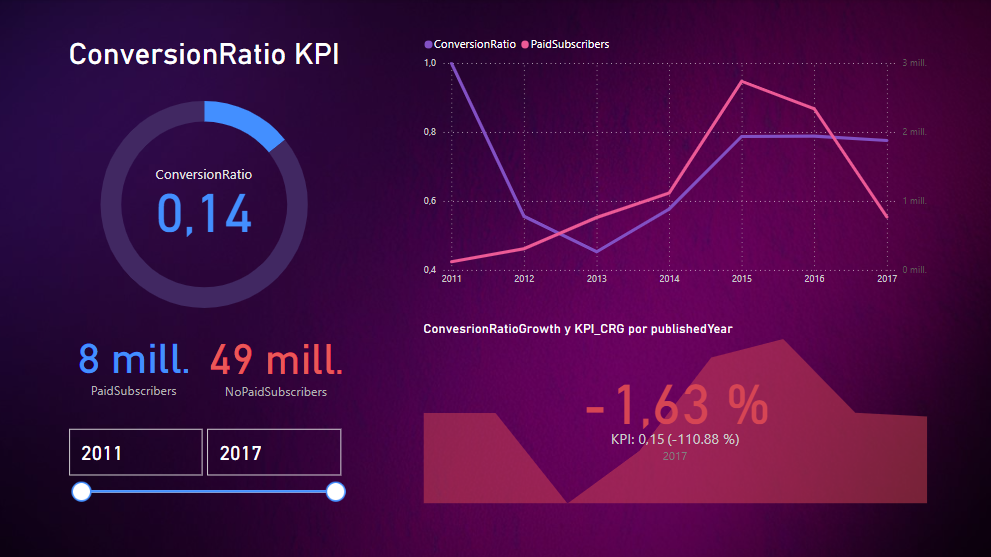 ConversionRatio KPI
ConversionRatio
0,14
8 mill.
PaidSubscribers
49 mill.
NoPaidSubscribers
2011
2017
ConversionRatio PaidSubscribers
1,0
0,8
0,6
0,4
3 mill.
2 mill.
1 mill.
0 mill.
2011 2012 2013 2014 2015 2016 2017
ConvesrionRatioGrowth y KPI_CRG por publishedYear
-1,63 %
KPI: 0,15 (-110.88 %)
2017